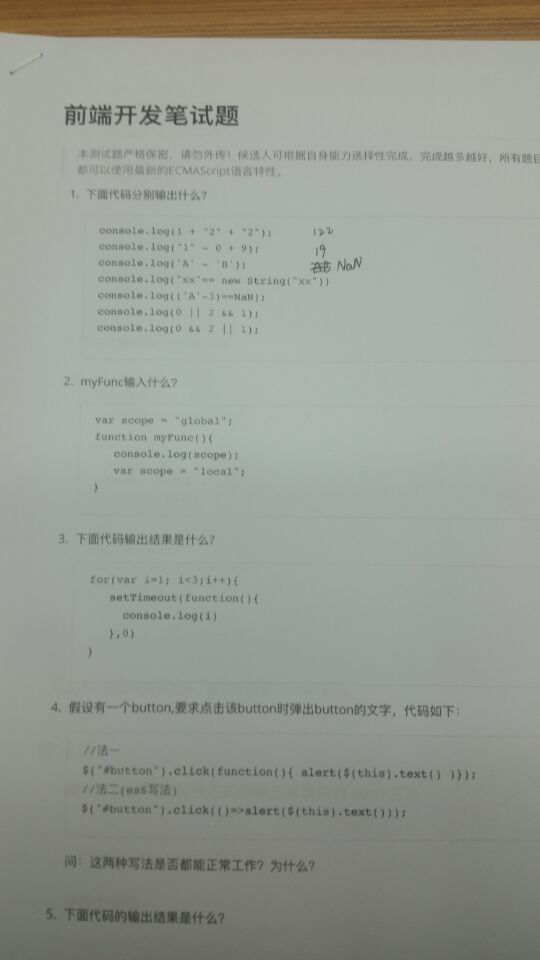 前端开发笔试题
本测试题严格保密，请勿外传！候选人可根据自身能力选择性完成，完成越多越好，所有题目
都可以使用最新的ECMAScript语言特性。
1. 下面代码分别输出什么？
console.log(1 + "2" + "2"); 122
console.log("1" - 0 + 9); 19
console.log('A' - 'B'); NaN
console.log("xx"== new String("xx"))
console.log(('A'-3)==NaN);
console.log(0 || 2 && 1);
console.log(0 && 2 || 1);
2. myFunc输入什么？
var scope = "global";
function myFunc(){
console.log(scope);
var scope = "local";
}
3. 下面代码输出结果是什么？
for(var i=1; i<3;i++){
setTimeout(function(){
console.log(i)
},0)
}
4. 假设有一个button,要求点击该button时弹出button的文字，代码如下：
//法一
$("#button").click(function(){ alert($(this).text() )});
//法二(es6写法)
$("#button").click(()=>alert($(this).text()));
问：这两种写法是否都能正常工作？为什么？
5. 下面代码的输出结果是什么？